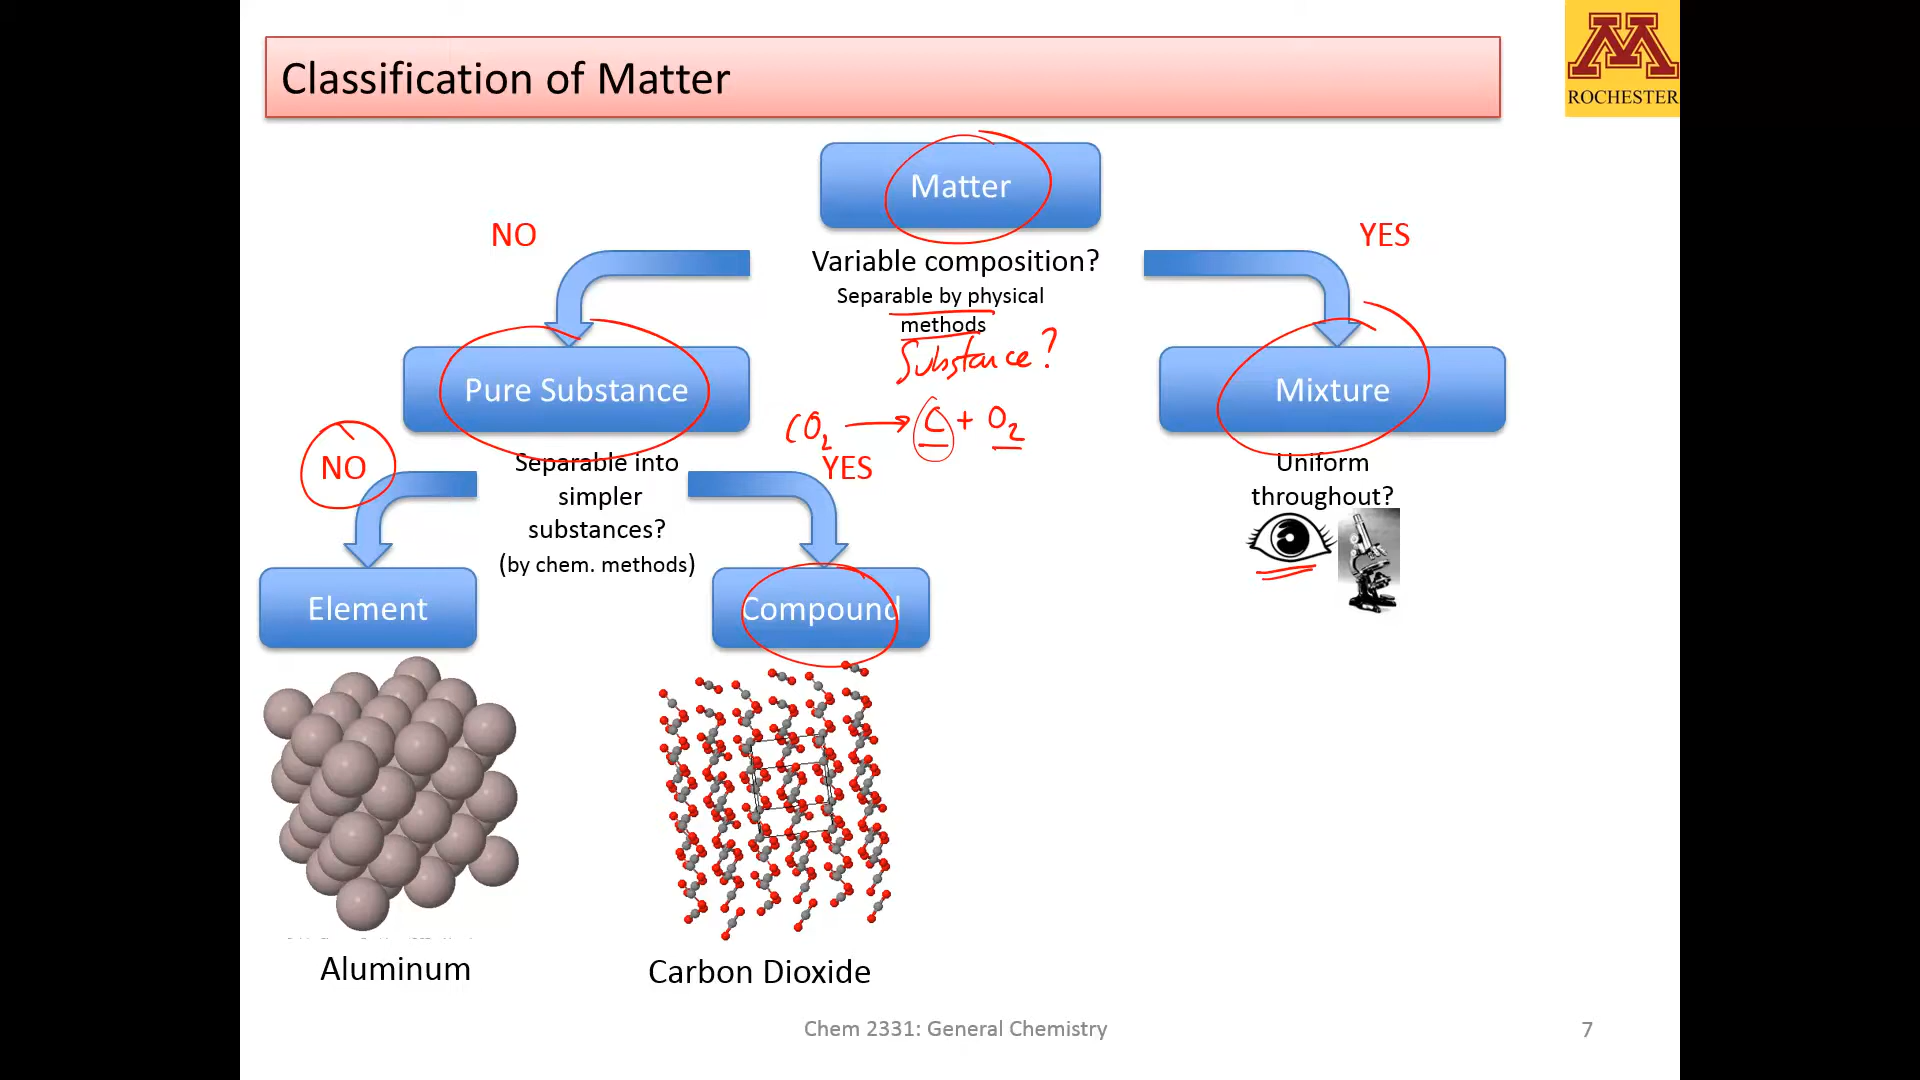 Classification of Matter
M
ROCHESTER
Matter
NO
YES
Variable composition?
Separable by physical
methods
Substance?
Pure Substance
Mixture
CO₂ → C + O₂
NO
Separable into
simpler
substances?
(by chem. methods)
YES
Uniform
throughout?
Element
Compound
Aluminum
Carbon Dioxide
Chem 2331: General Chemistry
7